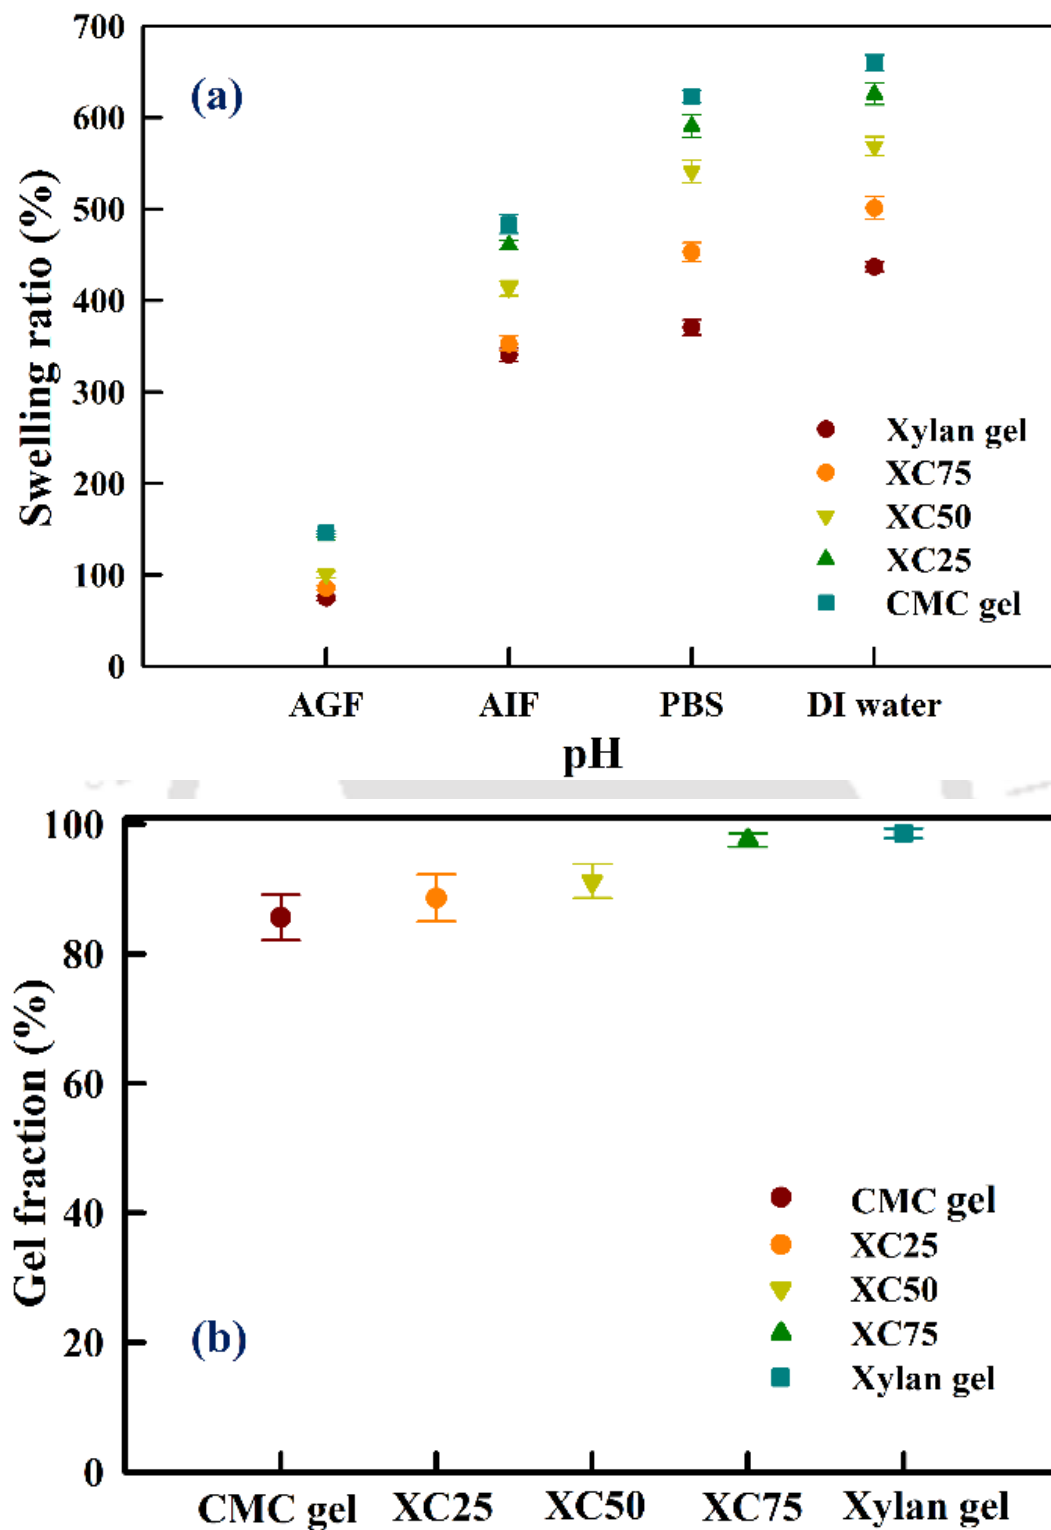 700
(a)
600
500
400
300
200
100
0
Swelling ratio (%)
Xylan gel
XC75
XC50
XC25
CMC gel
AGF AIF PBS DI water
pH
100
80
60
40
20
0
Gel fraction (%)
CMC gel
XC25
XC50
XC75
Xylan gel
(b)
CMC gel XC25 XC50 XC75 Xylan gel